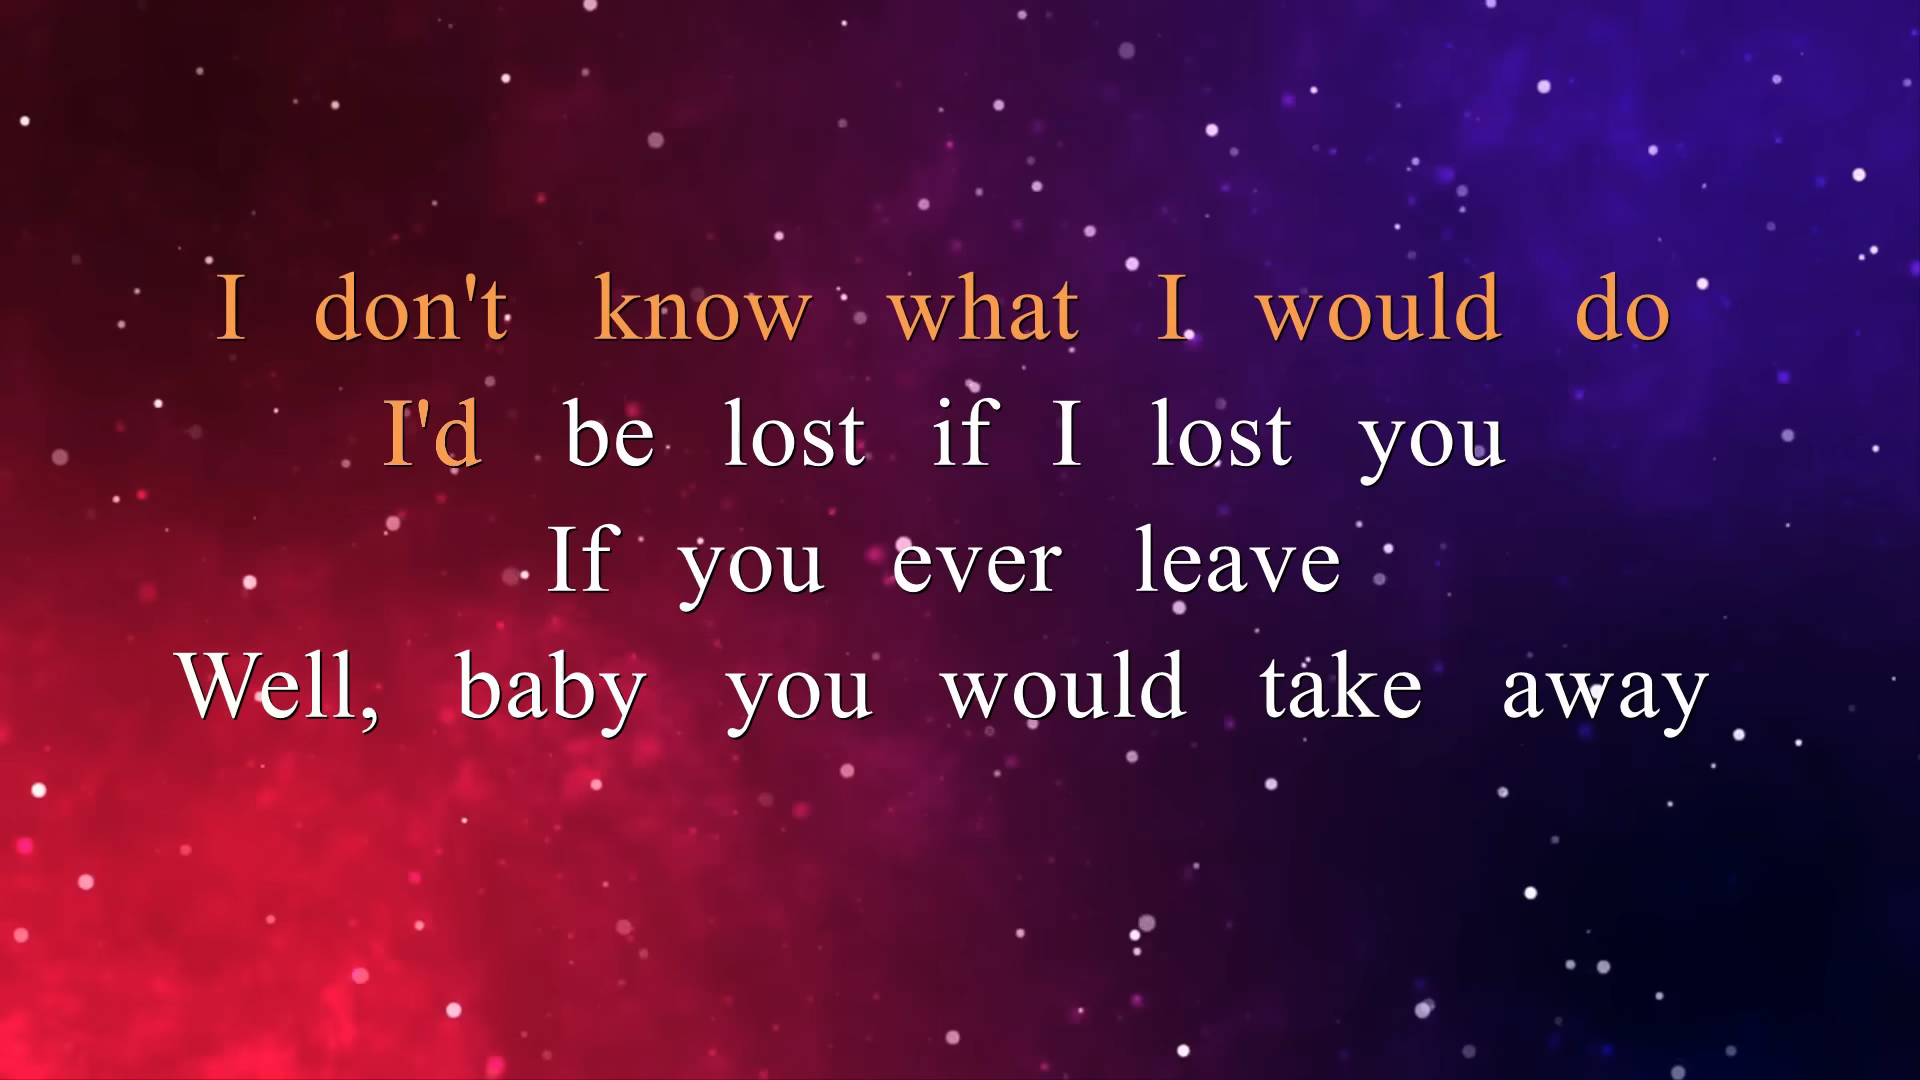 I don't know what I would do
I'd be lost if I lost you
If you ever leave
Well, baby you would take away